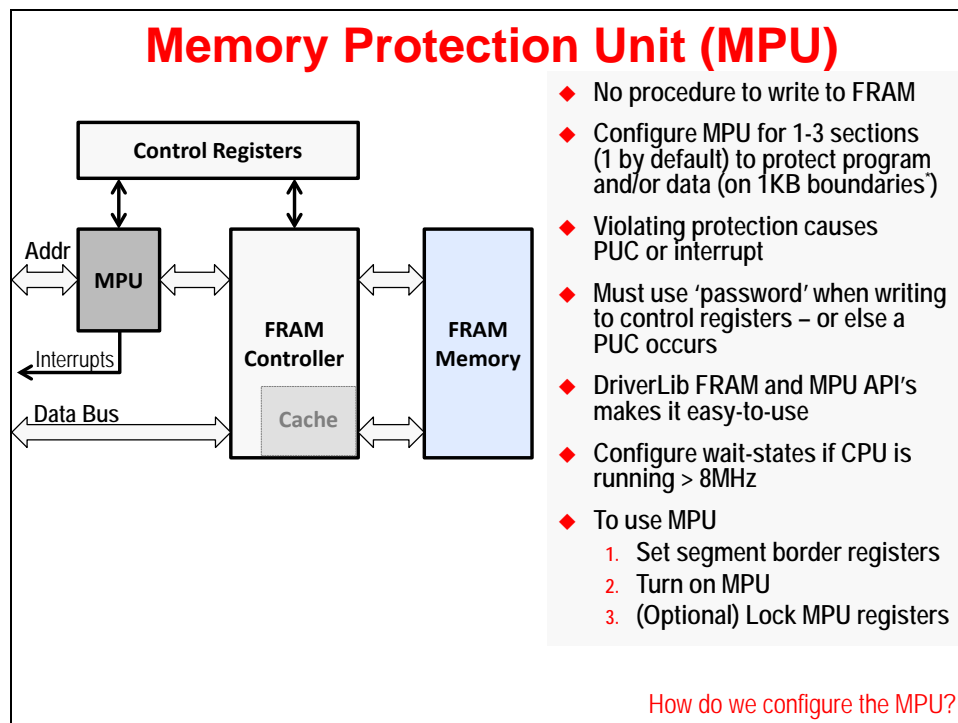 Memory Protection Unit (MPU)
Control Registers
Addr
MPU
Interrupts
Data Bus
FRAM
Controller
Cache
FRAM
Memory
◆ No procedure to write to FRAM
◆ Configure MPU for 1-3 sections
(1 by default) to protect program
and/or data (on 1KB boundaries*)
◆ Violating protection causes
PUC or interrupt
◆ Must use ‘password’ when writing
to control registers – or else a
PUC occurs
◆ DriverLib FRAM and MPU API's
makes it easy-to-use
◆ Configure wait-states if CPU is
running > 8MHz
◆ To use MPU
1. Set segment border registers
2. Turn on MPU
3. (Optional) Lock MPU registers
How do we configure the MPU?